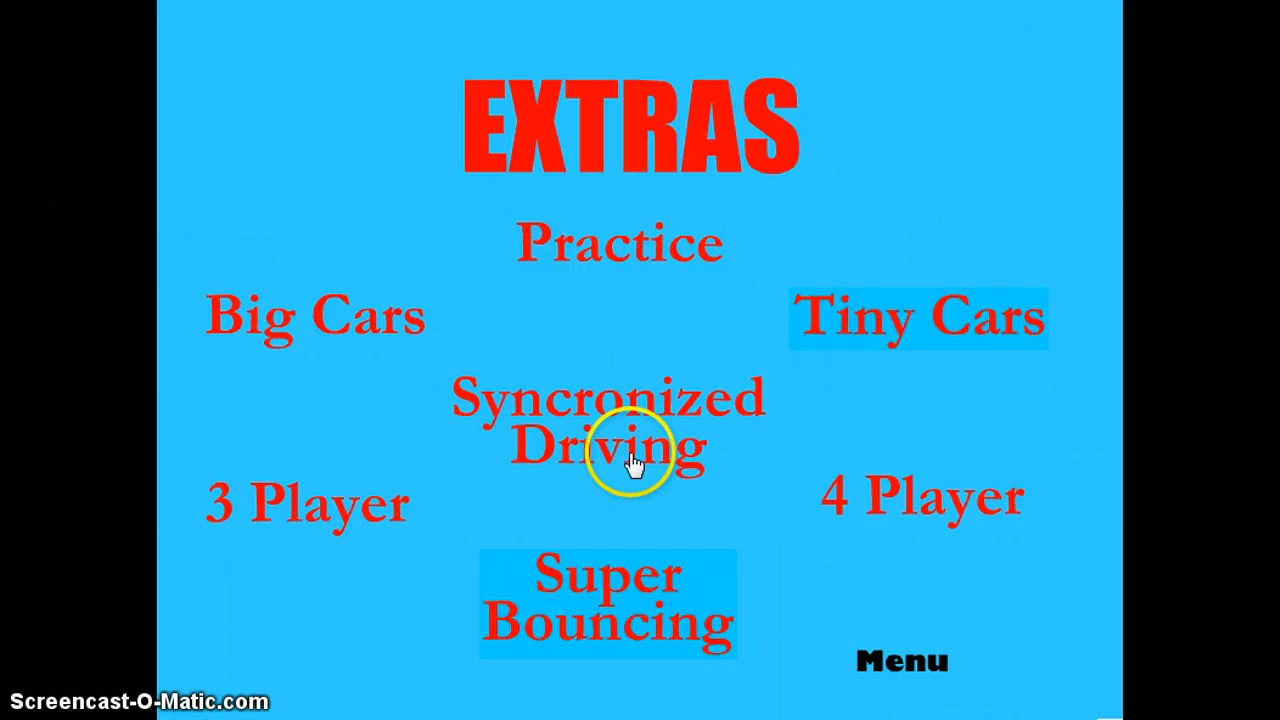 EXTRAS
Practice
Big Cars
Tiny Cars
Syncronized
Driving
3 Player
4 Player
Super
Bouncing
Menu
Screencast-O-Matic.com